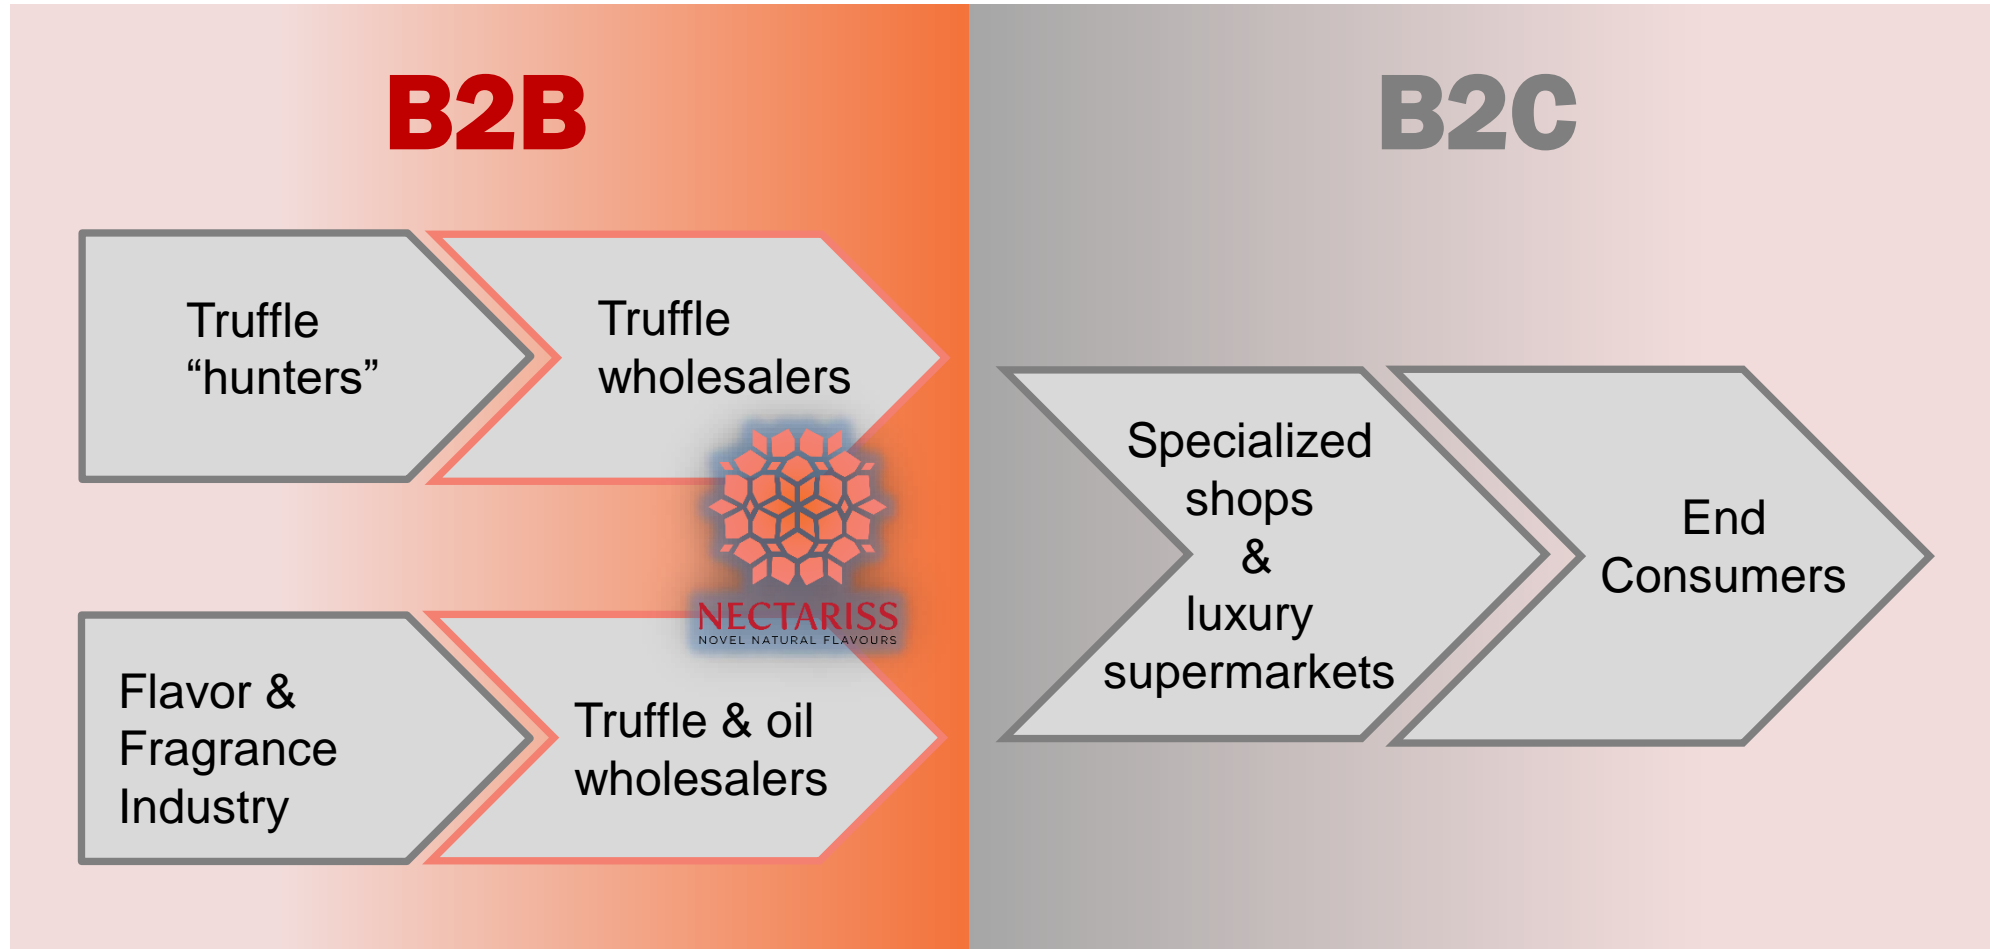 B2B
B2C
Truffle
“hunters”
Truffle
wholesalers
NECTARISS
NOVEL NATURAL FLAVOURS
Flavor &
Fragrance
Industry
Truffle & oil
wholesalers
Specialized
shops
&
luxury
supermarkets
End
Consumers